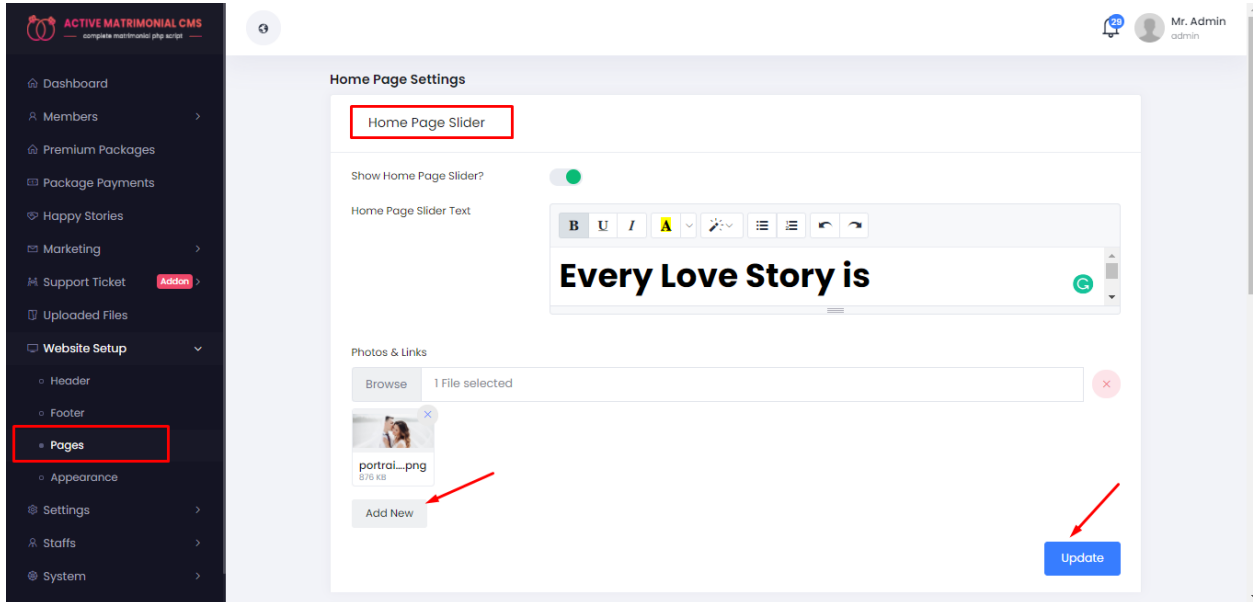 ACTIVE MATRIMONIAL CMS
complete matrimonial php script
29
Mr. Admin
admin
Dashboard
Members
Premium Packages
Package Payments
Happy Stories
Marketing
Support Ticket Addon
Uploaded Files
Website Setup
Header
Footer
Pages
Appearance
Settings
Staffs
System
Home Page Settings
Home Page Slider
Show Home Page Slider?
Home Page Slider Text
B U I A
Every Love Story is
Photos & Links
Browse 1 File selected
portrai....png
876 KB
Add New
Update